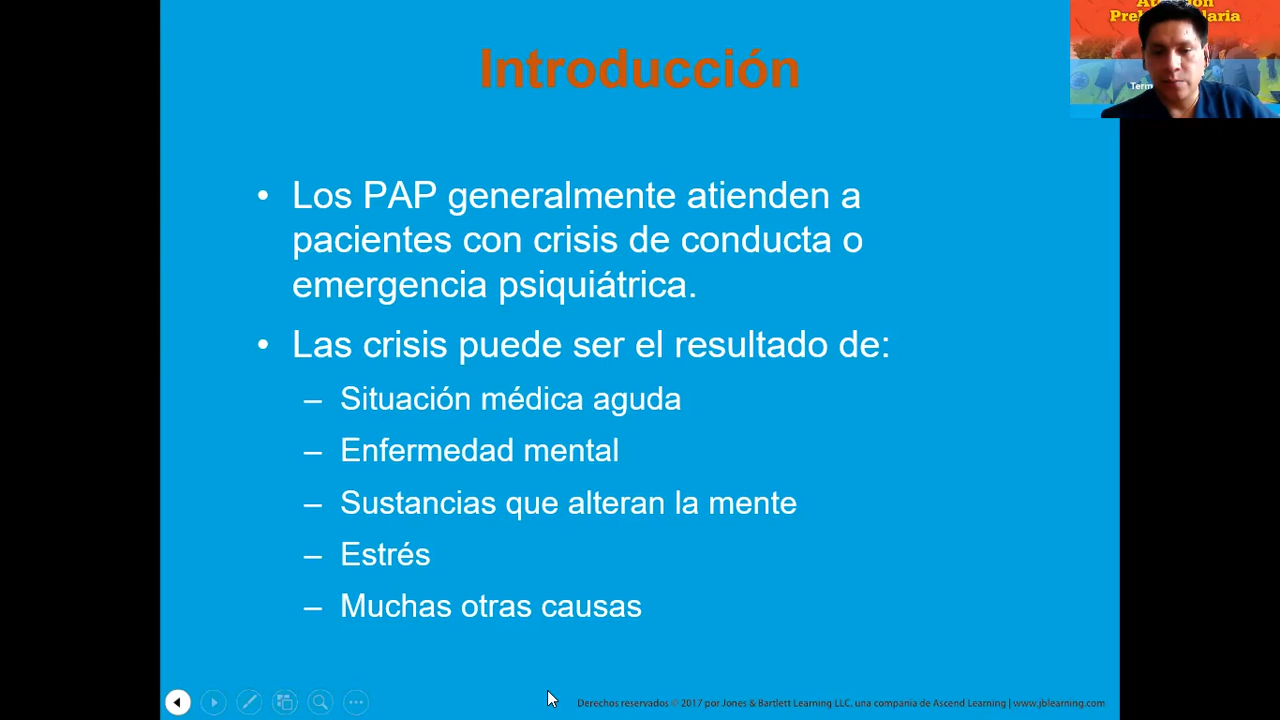 Introducción
• Los PAP generalmente atienden a
pacientes con crisis de conducta o
emergencia psiquiátrica.
• Las crisis puede ser el resultado de:
– Situación médica aguda
– Enfermedad mental
– Sustancias que alteran la mente
– Estrés
– Muchas otras causas
Derechos reservados © 2017 por Jones & Bartlett Learning LLC, una compania de Ascend Learning | www.jblearning.com